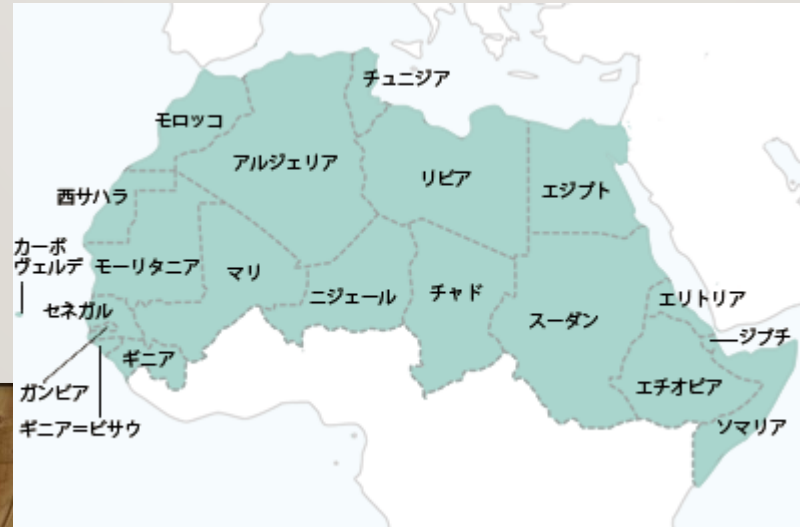 チュニジア
モロッコ
アルジェリア
リビア
エジプト
西サハラ
カーボ
ヴェルデ
モーリタニア
マリ
ニジェール
チャド
スーダン
エリトリア
セネガル
ジブチ
ギニア
エチオピア
ガンビア
ギニア＝ビサウ
ソマリア